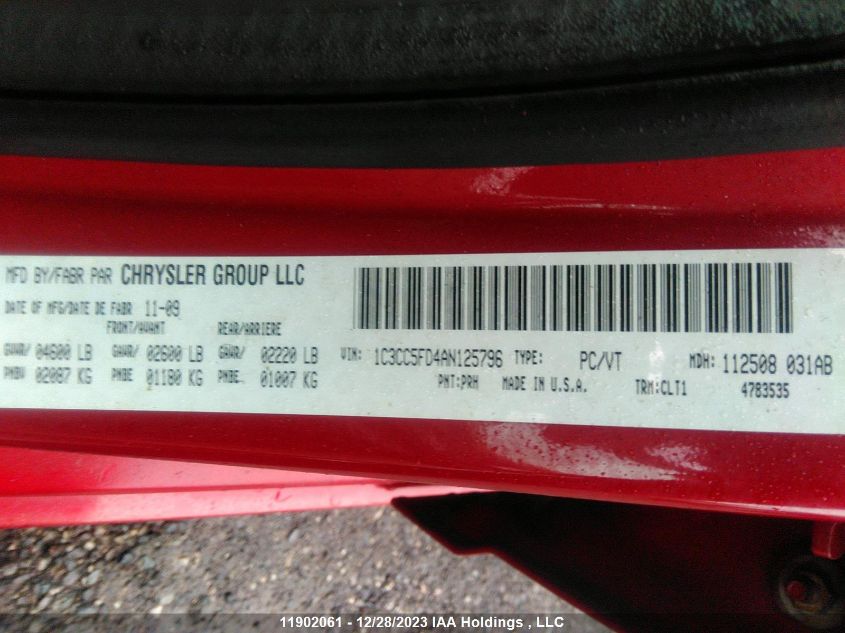 MFD BY/FABR PAR CHRYSLER GROUP LLC
DATE OF MFG/DATE DE FABR 11-09
FRONT/AVANT REAR/ARRIERE
GVWR/ 04600 LB GAWR/ 02600 LB GAWR/ 02220 LB
PNBV 02087 KG PNBE 01180 KG PNBE 01007 KG
VIN: 1C3CC5FD4AN125796 TYPE: PC/VT MDH: 112508 031AB
PNT:PRH MADE IN U.S.A. TRM:CLT1 4783535
11902061 - 12/28/2023 IAA Holdings , LLC